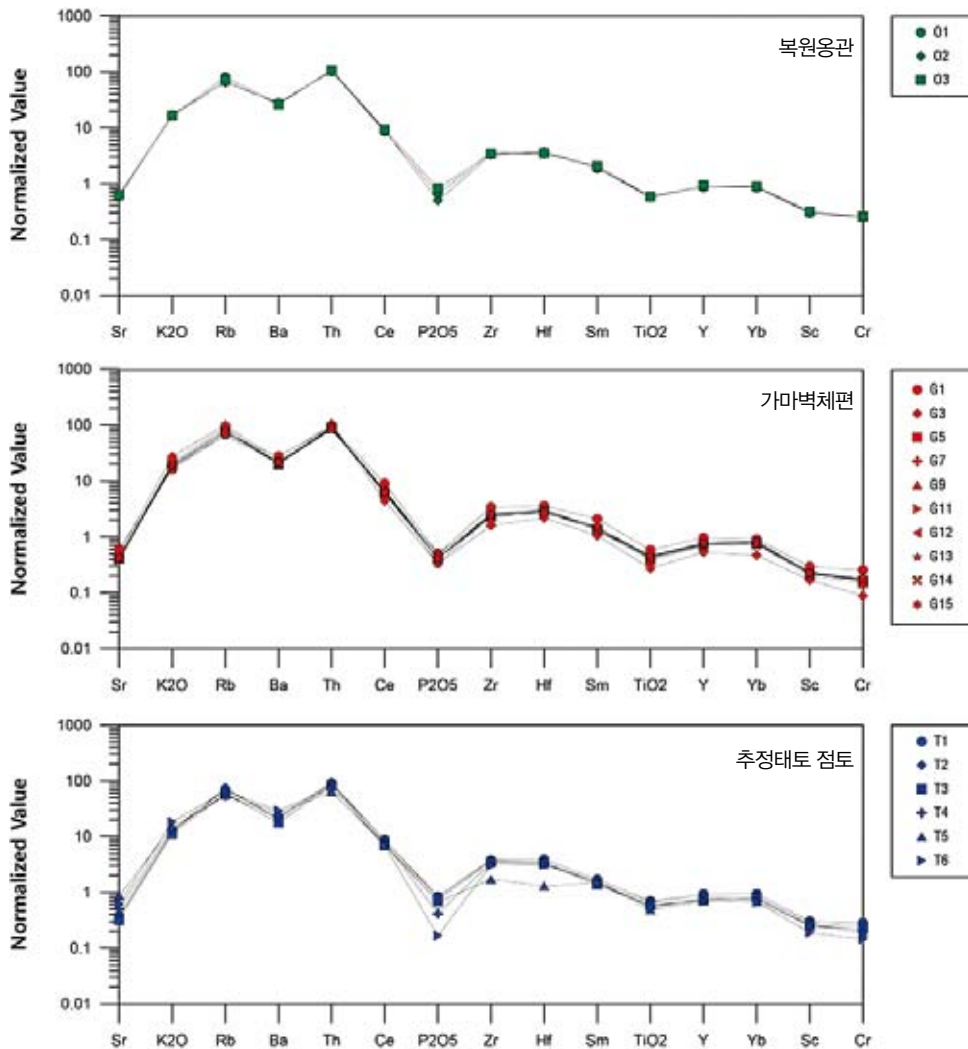 1000
100
10
1
0.1
0.01
Normalized Value
복원옹관
Sr K2O Rb Ba Th Ce P2O5 Zr Hf Sm TiO2 Y Yb Sc Cr
O1
O2
O3
1000
100
10
1
0.1
0.01
Normalized Value
가마벽체편
Sr K2O Rb Ba Th Ce P2O5 Zr Hf Sm TiO2 Y Yb Sc Cr
G1
G3
G5
G7
G9
G11
G12
G13
G14
G15
1000
100
10
1
0.1
0.01
Normalized Value
추정태토 점토
Sr K2O Rb Ba Th Ce P2O5 Zr Hf Sm TiO2 Y Yb Sc Cr
T1
T2
T3
T4
T5
T6